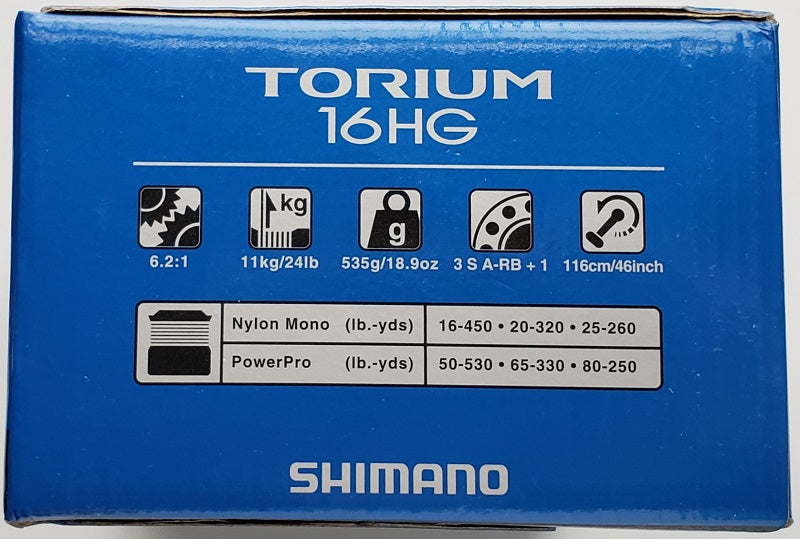 TORIUM
16HG
kg
g
6.2:1 11kg/24lb 535g/18.9oz 3 S A-RB + 1 116cm/46inch
Nylon Mono (lb.-yds) 16-450 • 20-320 • 25-260
PowerPro (lb.-yds) 50-530 • 65-330 • 80-250
SHIMANO